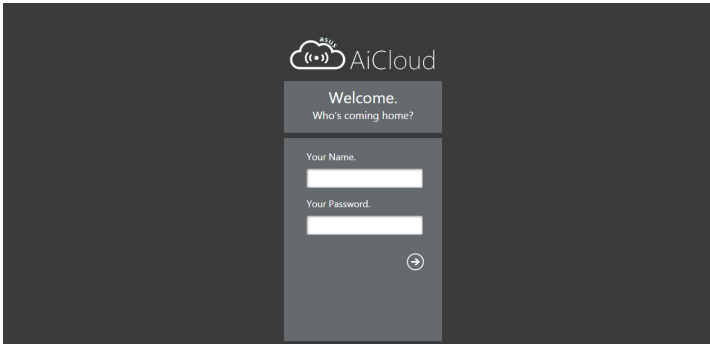 asus
AiCloud
Welcome.
Who's coming home?
Your Name.
Your Password.